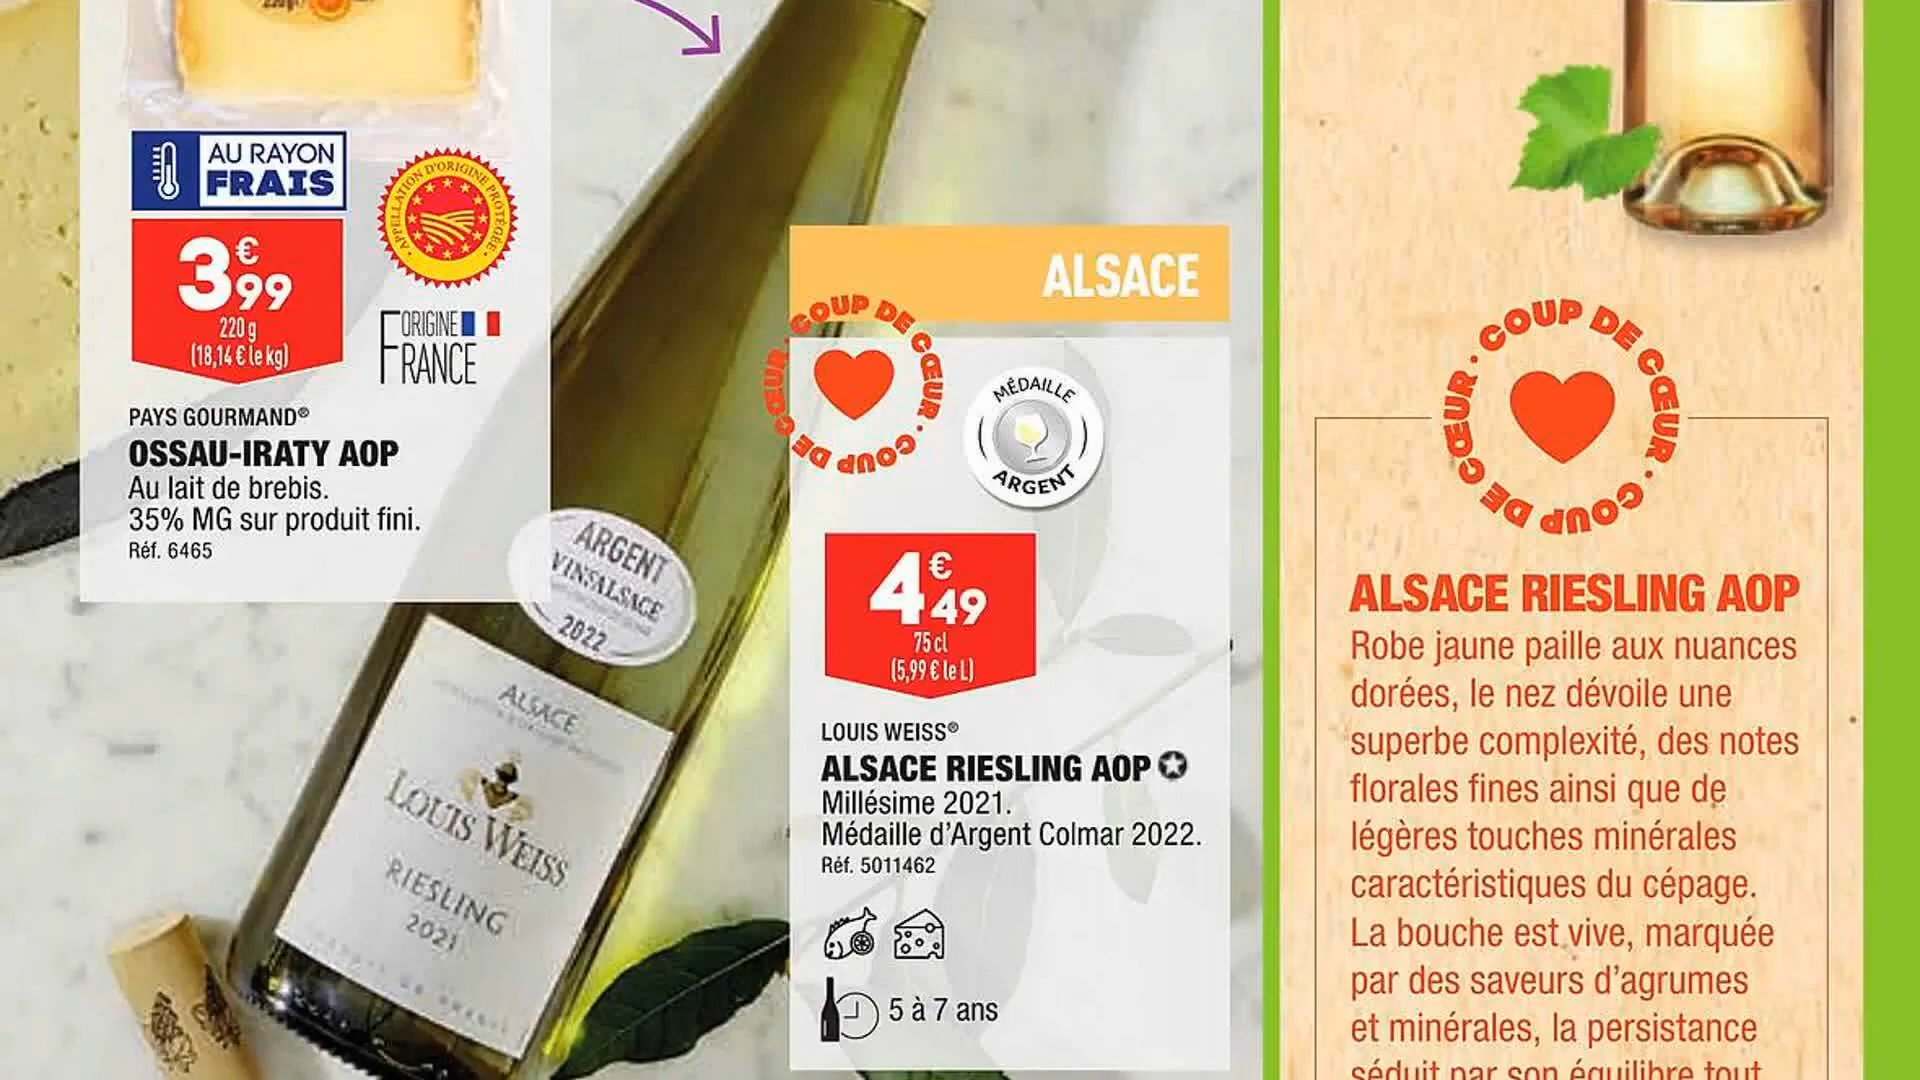 220g
AU RAYON
FRAIS
APPELLATION D'ORIGINE PROTÉGÉE
3€99
220 g
(18,14 € le kg)
ORIGINE
FRANCE
PAYS GOURMAND®
OSSAU-IRATY AOP
Au lait de brebis.
35% MG sur produit fini.
Réf. 6465
ARGENT
VINSALSACE
2022
ALSACE
LOUIS WEISS
RIESLING
2021
ALSACE
COUP DE CŒUR · COUP DE CŒUR ·
MÉDAILLE
ARGENT
4€49
75 cl
(5,99 € le L)
LOUIS WEISS®
ALSACE RIESLING AOP
Millésime 2021.
Médaille d'Argent Colmar 2022.
Réf. 5011462
5 à 7 ans
COUP DE CŒUR · COUP DE CŒUR ·
ALSACE RIESLING AOP
Robe jaune paille aux nuances
dorées, le nez dévoile une
superbe complexité, des notes
florales fines ainsi que de
légères touches minérales
caractéristiques du cépage.
La bouche est vive, marquée
par des saveurs d'agrumes
et minérales, la persistance
séduit par son équilibre tout